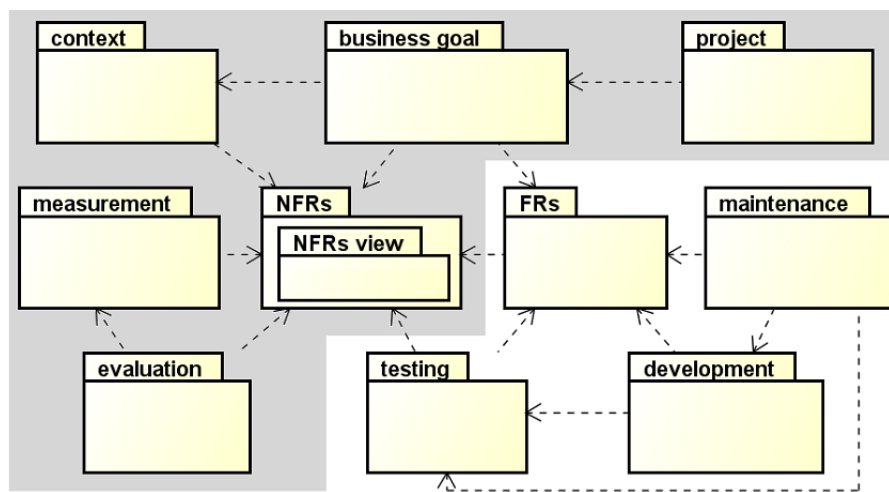 context
business goal
project
measurement
NFRs
NFRs view
FRs
maintenance
evaluation
testing
development